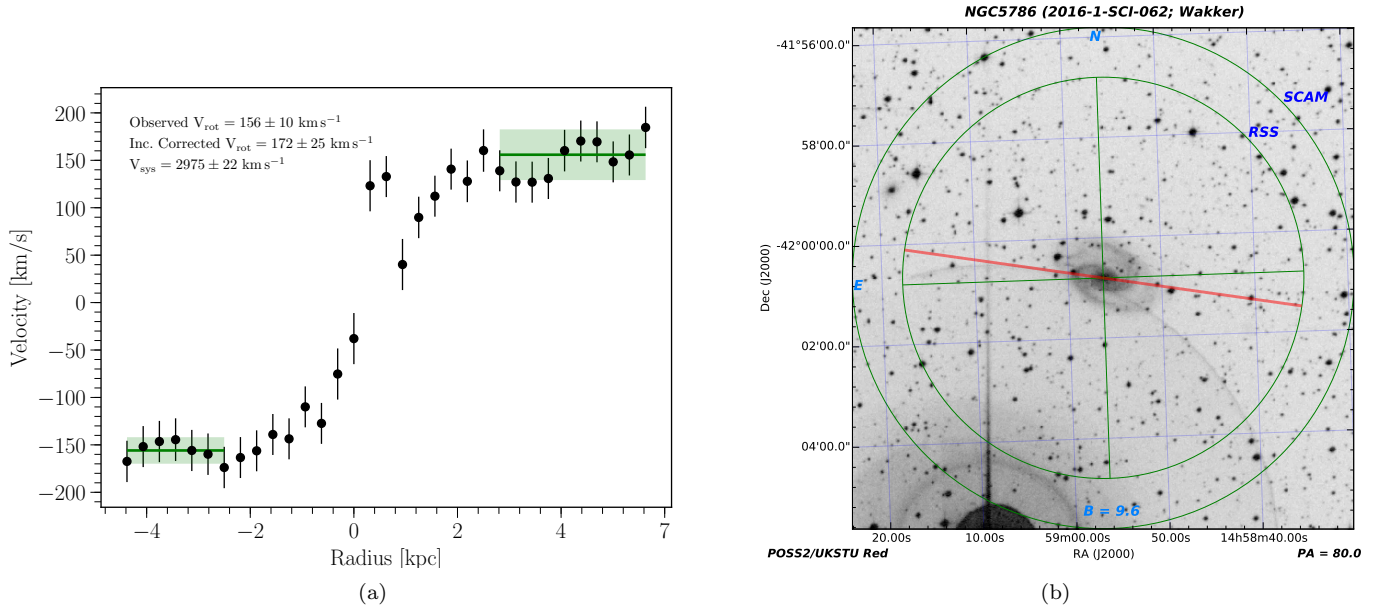 200
150
100
50
0
−50
−100
−150
−200
Velocity [km/s]
Observed V_rot = 156 ± 10 km s⁻¹
Inc. Corrected V_rot = 172 ± 25 km s⁻¹
V_sys = 2975 ± 22 km s⁻¹
−4
−2
0
2
4
7
Radius [kpc]
(a)
NGC5786 (2016-1-SCI-062; Wakker)
-41°56'00.0"
58'00.0"
-42°00'00.0"
02'00.0"
04'00.0"
Dec (J2000)
N
SCAM
RSS
E
B = 9.6
20.00s
10.00s
59m00.00s
50.00s
14h58m40.00s
POSS2/UKSTU Red
RA (J2000)
PA = 80.0
(b)